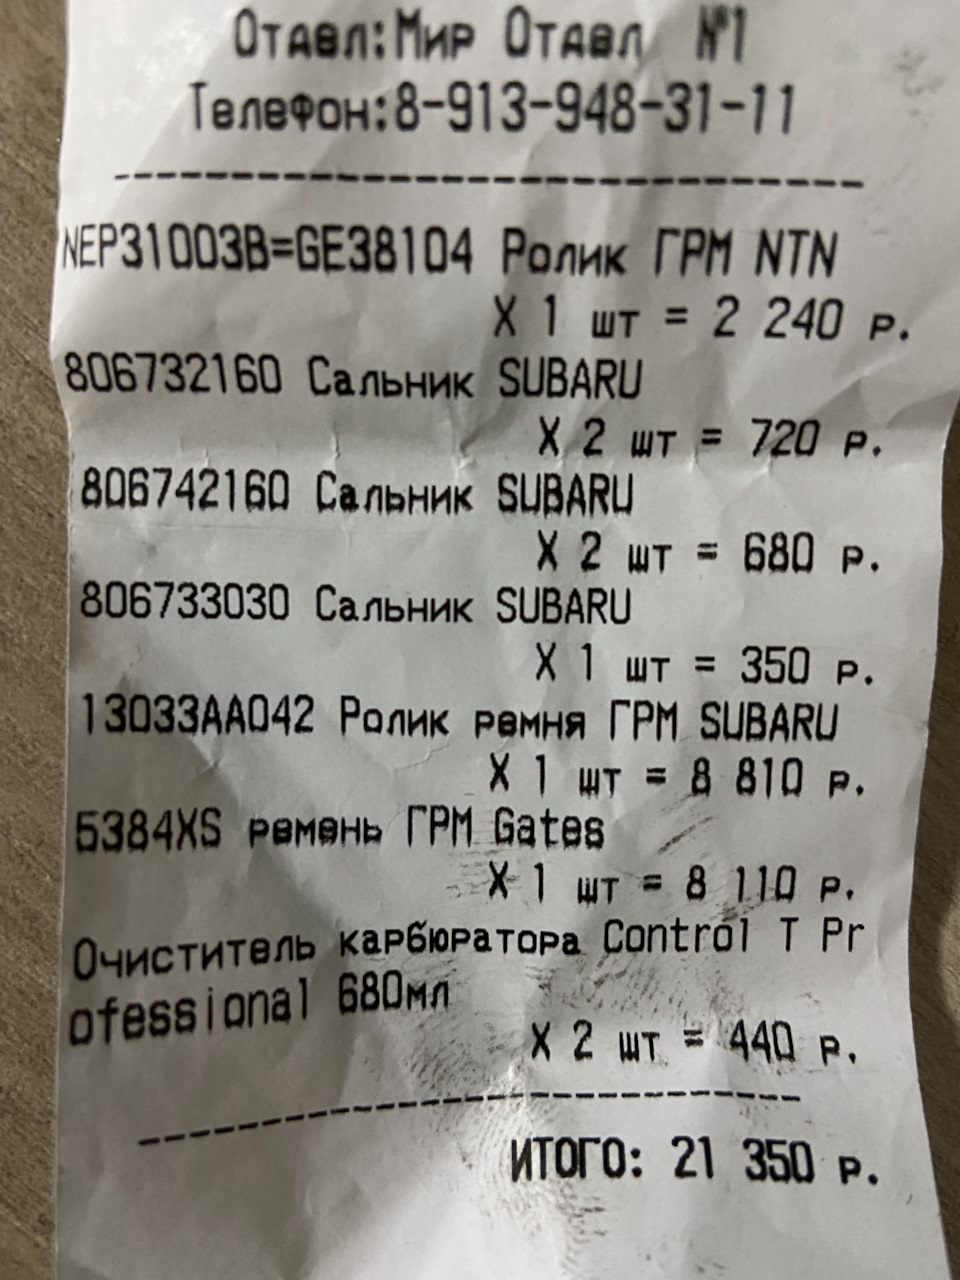 Отдел:Мир Отдел №1
Телефон:8-913-948-31-11
NEP31003B=GE38104 Ролик ГРМ NTN
X 1 шт = 2 240 р.
806732160 Сальник SUBARU
X 2 шт = 720 р.
806742160 Сальник SUBARU
X 2 шт = 680 р.
806733030 Сальник SUBARU
X 1 шт = 350 р.
13033AA042 Ролик ремня ГРМ SUBARU
X 1 шт = 8 810 р.
5384XS ремень ГРМ Gates
X 1 шт = 8 110 р.
Очиститель карбюратора Control T Pr
ofessional 680мл
X 2 шт = 440 р.
ИТОГО: 21 350 р.